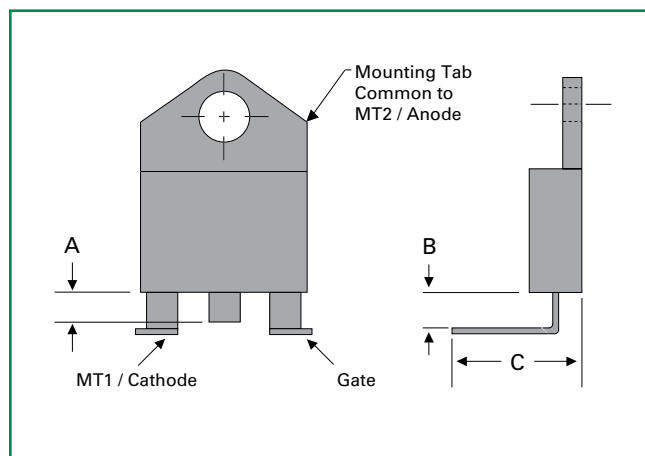 Mounting Tab
Common to
MT2 / Anode
A
B
C
MT1 / Cathode
Gate